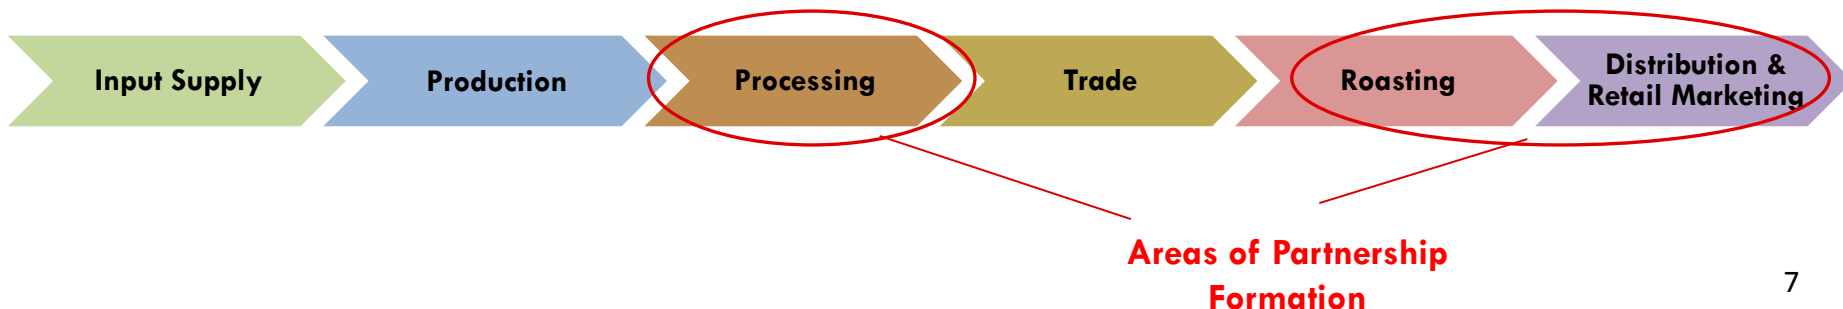 Input Supply
Production
Processing
Trade
Roasting
Distribution &
Retail Marketing
Areas of Partnership
Formation
7